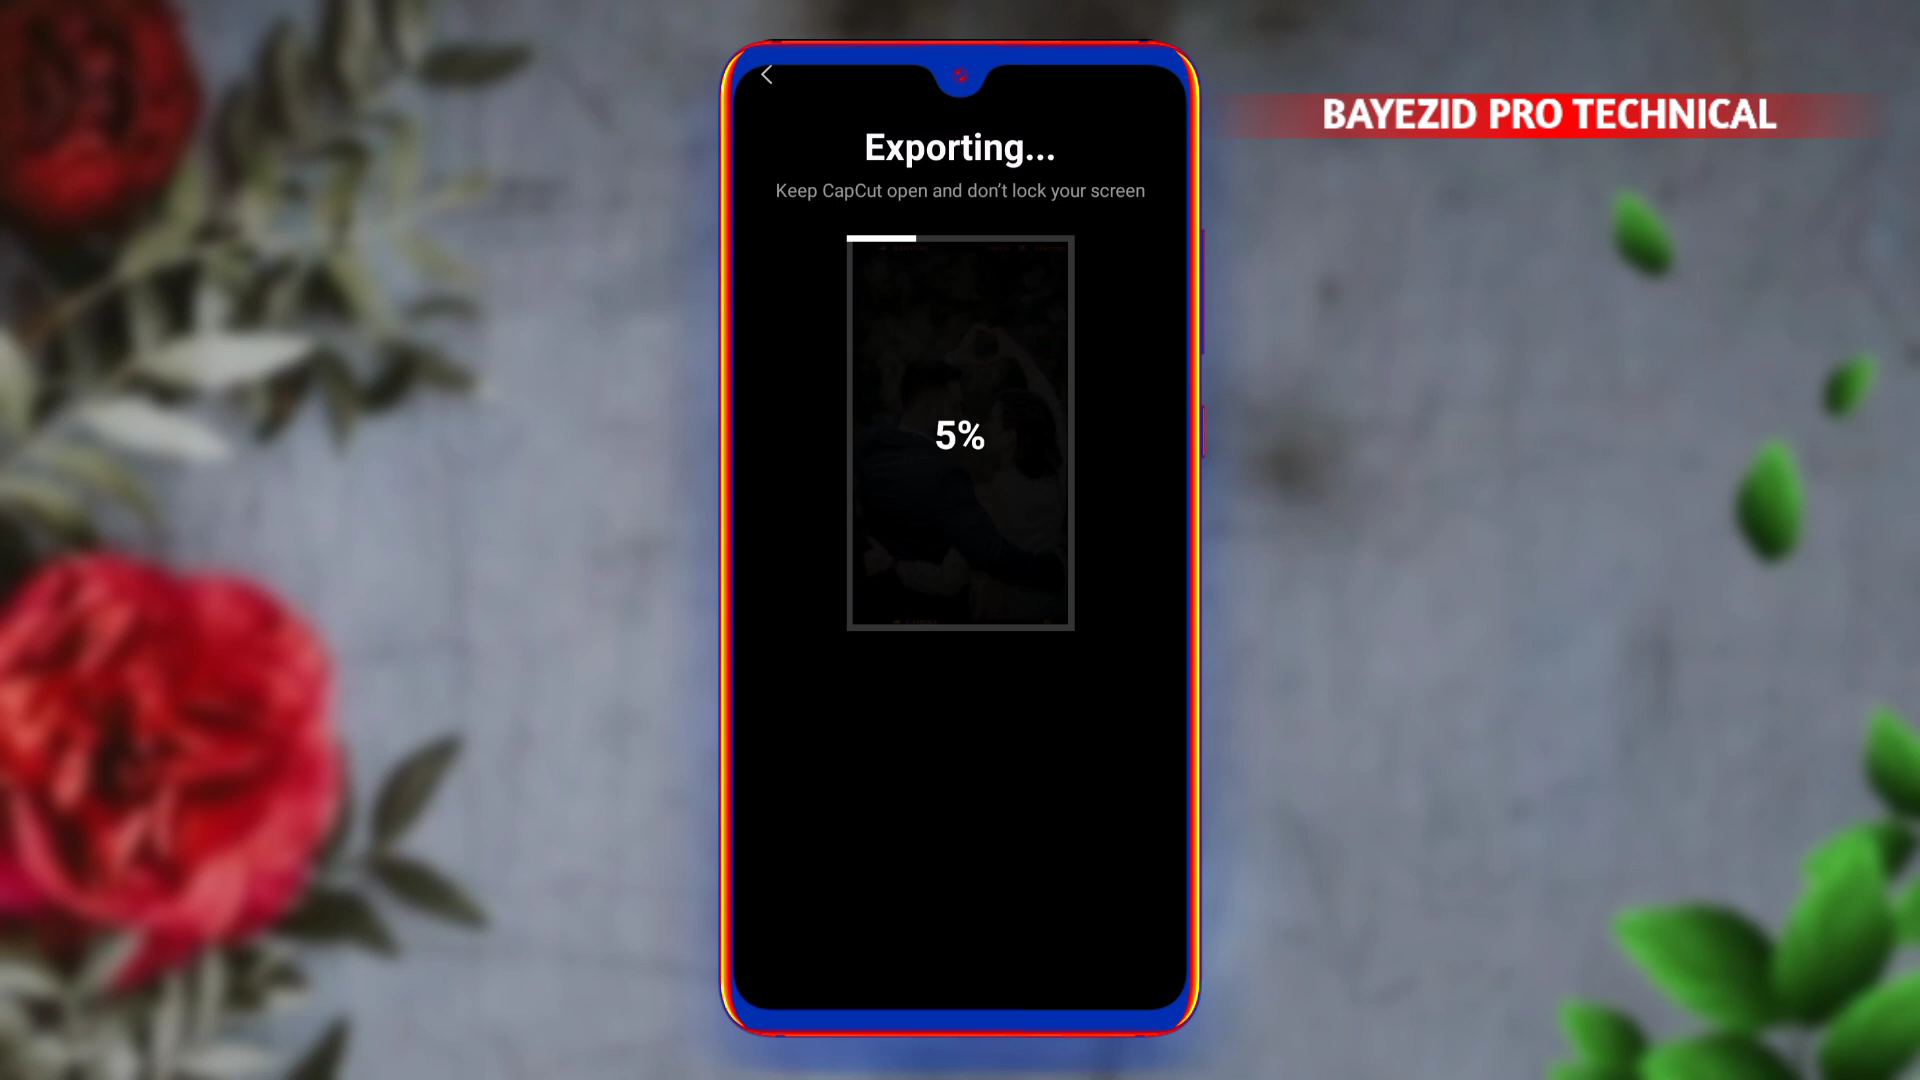 Exporting...
Keep CapCut open and don't lock your screen
5%
BAYEZID PRO TECHNICAL